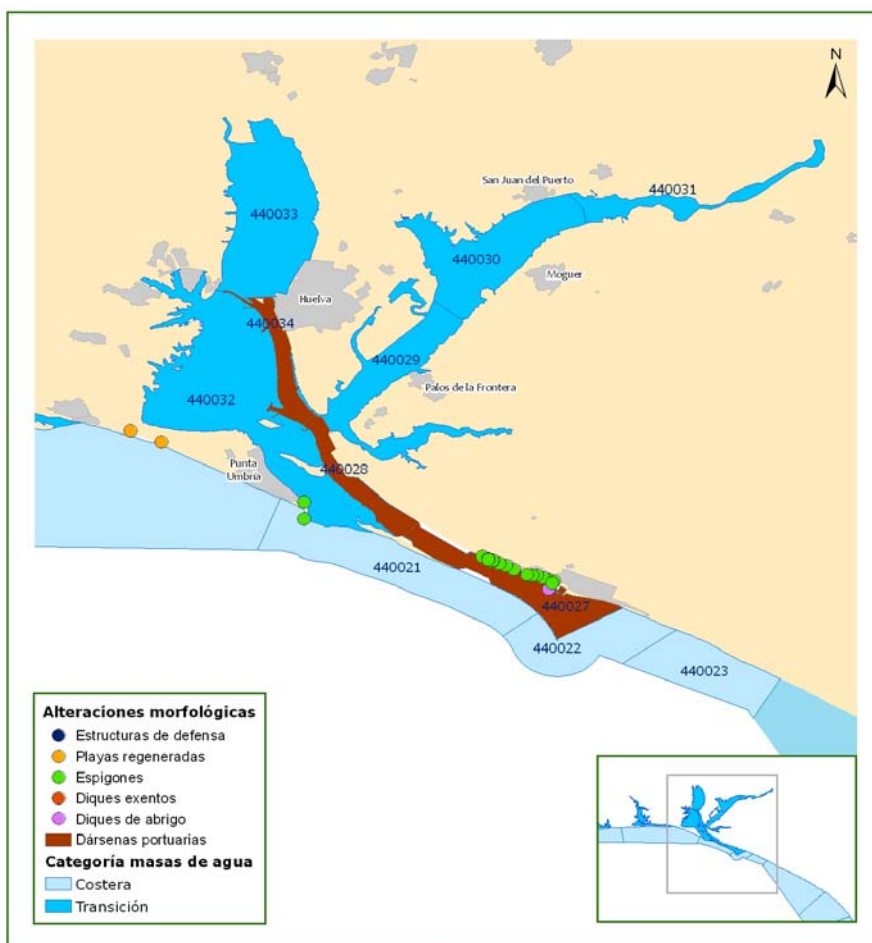 N
San Juan del Puerto
440031
440033
440030
Moguer
Huelva
440034
440029
Palos de la Frontera
440032
Punta
Umbría
440028
440021
440027
440022
440023
Alteraciones morfológicas
Estructuras de defensa
Playas regeneradas
Espigones
Diques exentos
Diques de abrigo
Dársenas portuarias
Categoría masas de agua
Costera
Transición